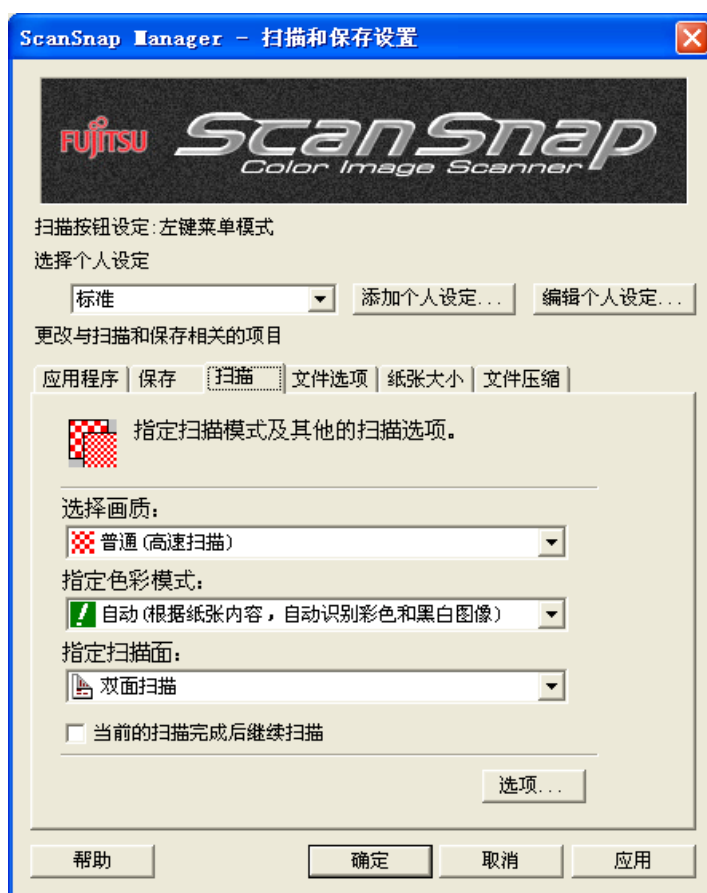 ScanSnap Manager - 扫描和保存设置
FUJITSU ScanSnap
Color Image Scanner
扫描按钮设定:左键菜单模式
选择个人设定
标准 添加个人设定... 编辑个人设定...
更改与扫描和保存相关的项目
应用程序 保存 扫描 文件选项 纸张大小 文件压缩
指定扫描模式及其他的扫描选项。
选择画质:
普通(高速扫描)
指定色彩模式:
自动(根据纸张内容，自动识别彩色和黑白图像)
指定扫描面:
双面扫描
当前的扫描完成后继续扫描
选项...
帮助 确定 取消 应用